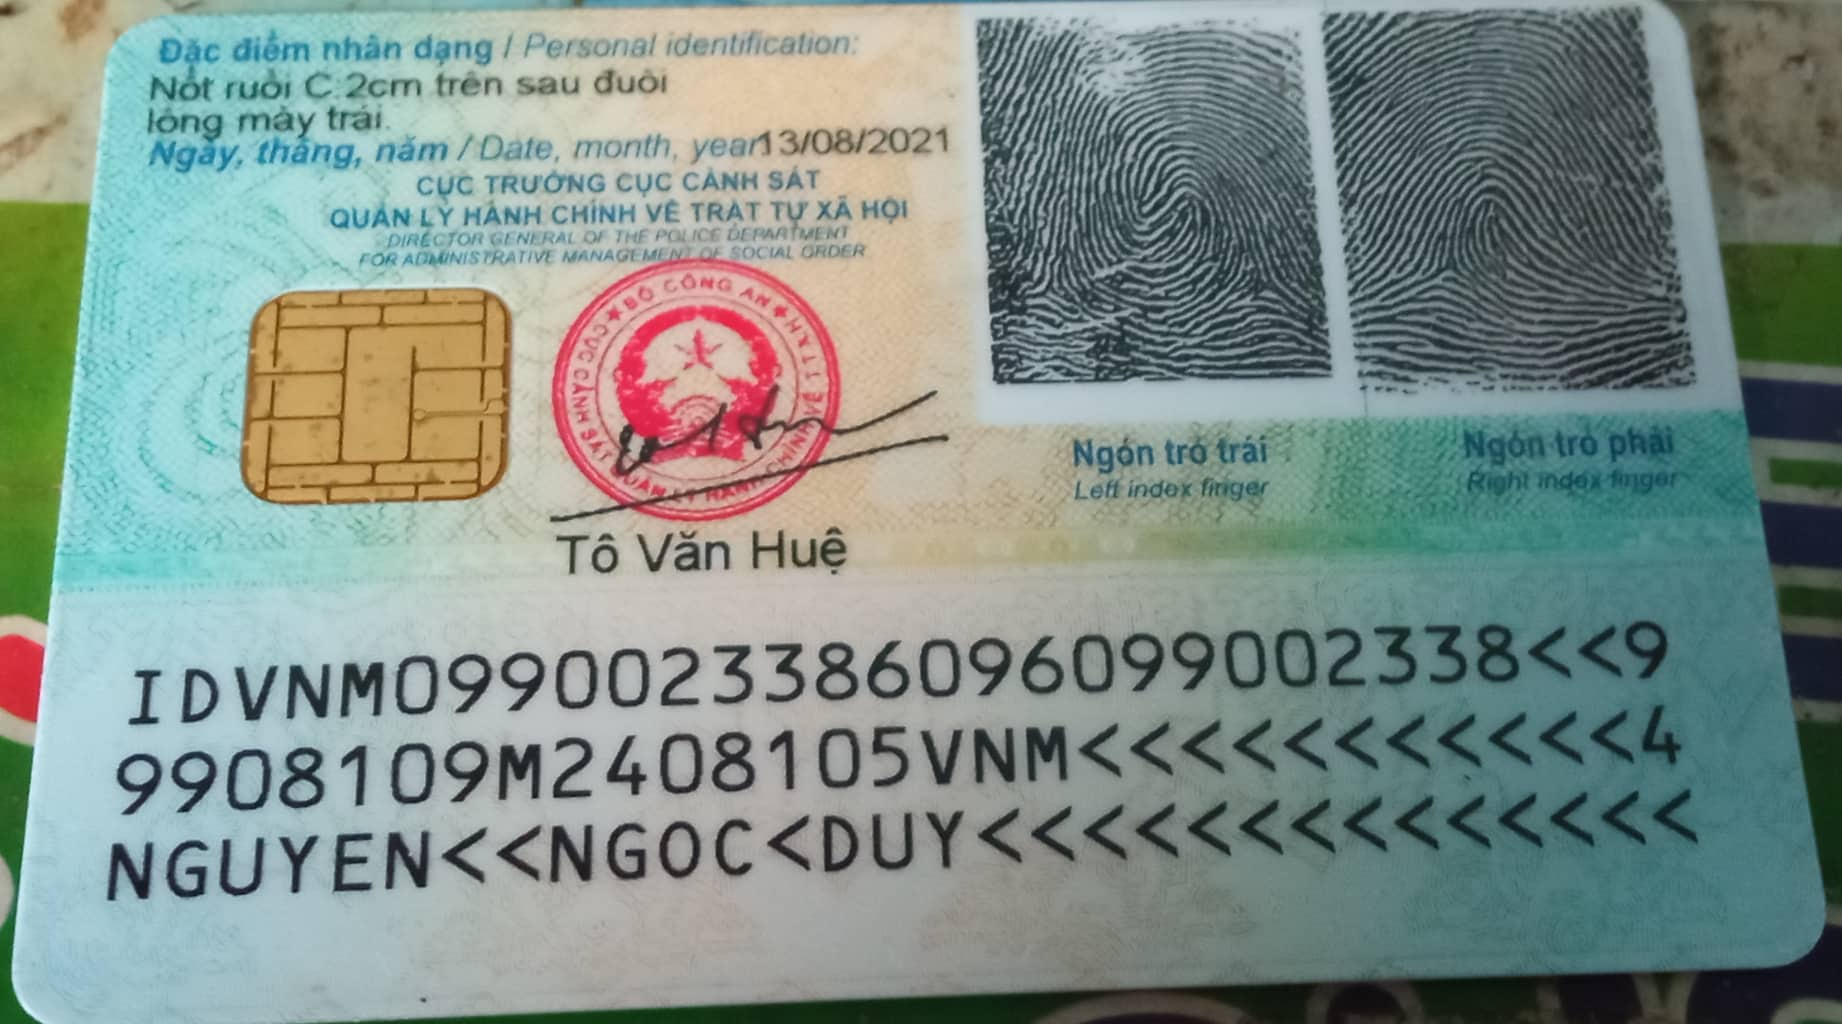 Đặc điểm nhân dạng / Personal identification:
Nốt ruồi C.2cm trên sau đuôi
lông mày trái.
Ngày, tháng, năm / Date, month, year13/08/2021
CỤC TRƯỞNG CỤC CẢNH SÁT
QUẢN LÝ HÀNH CHÍNH VỀ TRẬT TỰ XÃ HỘI
DIRECTOR GENERAL OF THE POLICE DEPARTMENT
FOR ADMINISTRATIVE MANAGEMENT OF SOCIAL ORDER
BỘ CÔNG AN
CỤC CẢNH SÁT QUẢN LÝ HÀNH CHÍNH VỀ TTXH
Tô Văn Huệ
Ngón trỏ trái
Left index finger
Ngón trỏ phải
Right index finger
IDVNM0990023386096099002338<<9
9908109M2408105VNM<<<<<<<<<<<4
NGUYEN<<NGOC<DUY<<<<<<<<<<<<<<